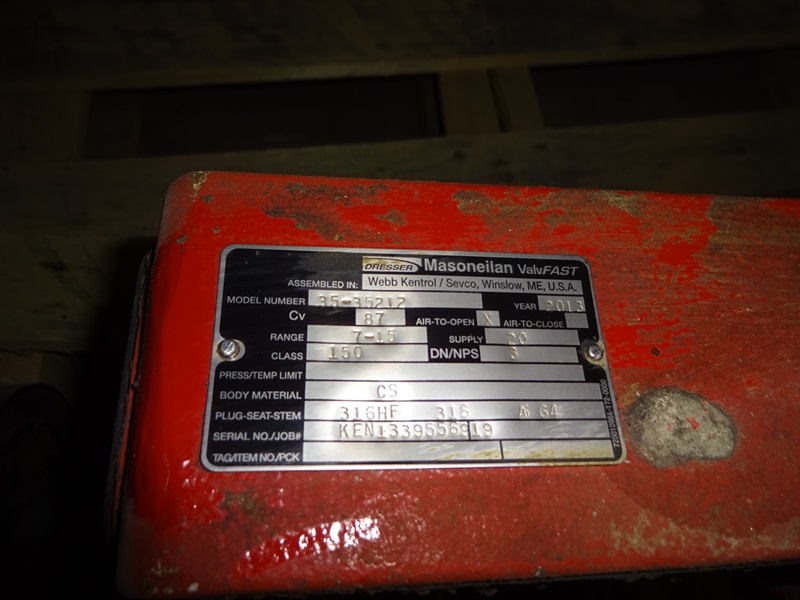 DRESSER Masoneilan ValvFAST
ASSEMBLED IN: Webb Kentrol / Sevco, Winslow, ME, U.S.A.
MODEL NUMBER 35-35212 YEAR 2013
Cv 87 AIR-TO-OPEN X AIR-TO-CLOSE
RANGE 7-15 SUPPLY 20
CLASS 150 DN/NPS 3
PRESS/TEMP LIMIT
BODY MATERIAL CS
PLUG-SEAT-STEM 316HF 316 64
SERIAL NO./JOB# KEN1339556
TAG/ITEM NO./PCK